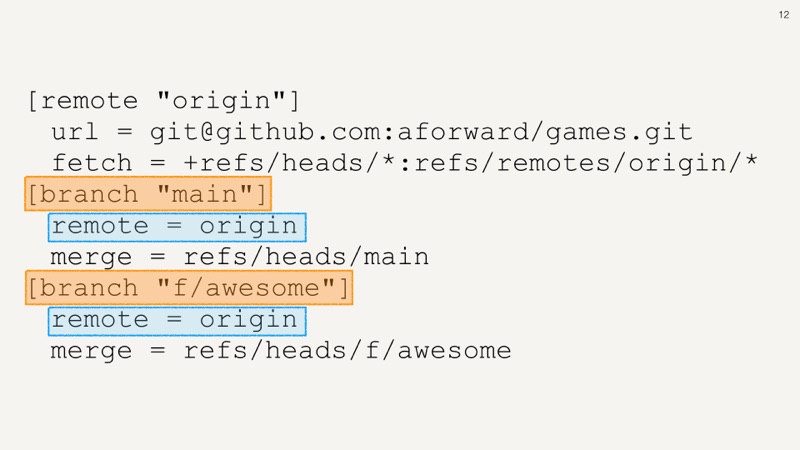 12
[remote "origin"]
url = git@github.com:aforward/games.git
fetch = +refs/heads/*:refs/remotes/origin/*
[branch "main"]
remote = origin
merge = refs/heads/main
[branch "f/awesome"]
remote = origin
merge = refs/heads/f/awesome